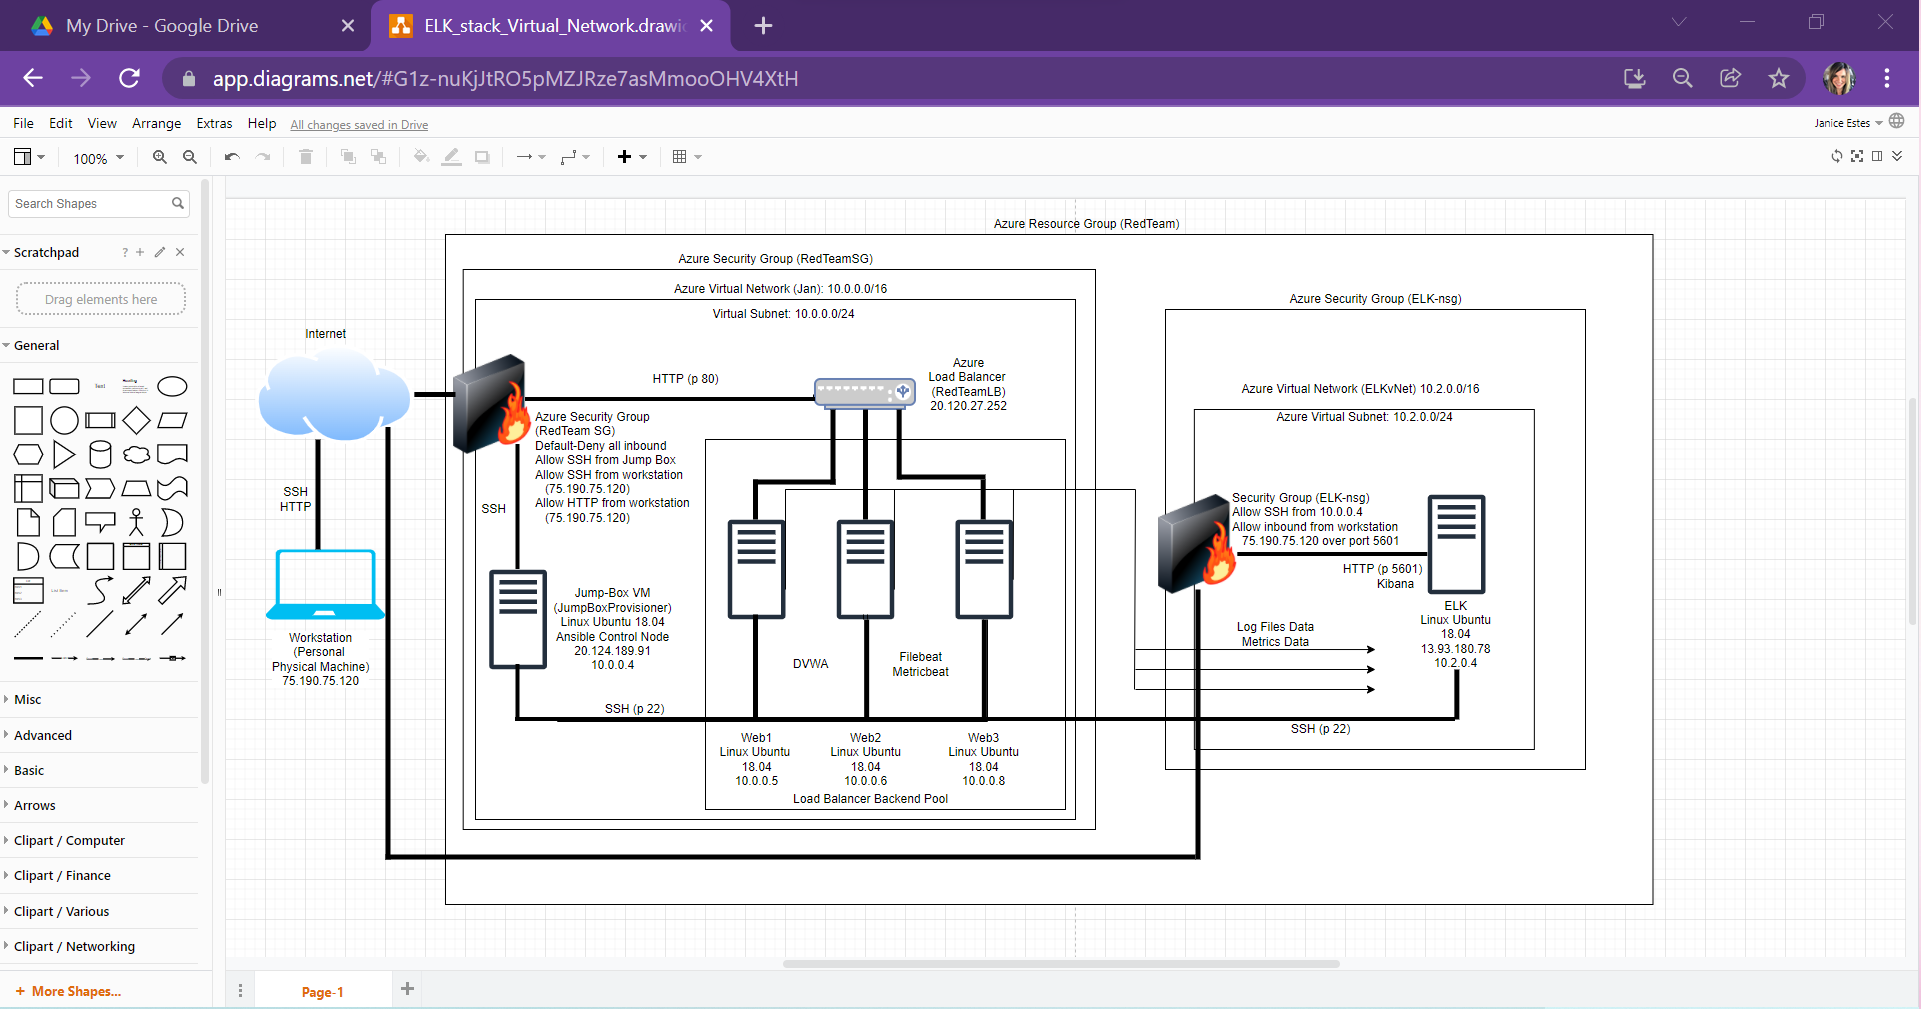 My Drive - Google Drive
ELK_stack_Virtual_Network.drawi
app.diagrams.net/#G1z-nuKjJtRO5pMZJRze7asMmooOHV4XtH
File Edit View Arrange Extras Help All changes saved in Drive
Janice Estes
100%
Search Shapes
Scratchpad
?
Drag elements here
General
Text
Heading
List Item
Misc
Advanced
Basic
Arrows
Clipart / Computer
Clipart / Finance
Clipart / Various
Clipart / Networking
+ More Shapes...
Page-1
Azure Resource Group (RedTeam)
Azure Security Group (RedTeamSG)
Azure Virtual Network (Jan): 10.0.0.0/16
Virtual Subnet: 10.0.0.0/24
Internet
SSH
HTTP
Workstation
(Personal
Physical Machine)
75.190.75.120
HTTP (p 80)
Azure
Load Balancer
(RedTeamLB)
20.120.27.252
Azure Security Group
(RedTeam SG)
Default-Deny all inbound
Allow SSH from Jump Box
Allow SSH from workstation
(75.190.75.120)
Allow HTTP from workstation
(75.190.75.120)
SSH
Jump-Box VM
(JumpBoxProvisioner)
Linux Ubuntu 18.04
Ansible Control Node
20.124.189.91
10.0.0.4
DVWA
Filebeat
Metricbeat
SSH (p 22)
Web1
Linux Ubuntu
18.04
10.0.0.5
Web2
Linux Ubuntu
18.04
10.0.0.6
Web3
Linux Ubuntu
18.04
10.0.0.8
Load Balancer Backend Pool
Azure Security Group (ELK-nsg)
Azure Virtual Network (ELKvNet) 10.2.0.0/16
Azure Virtual Subnet: 10.2.0.0/24
Security Group (ELK-nsg)
Allow SSH from 10.0.0.4
Allow inbound from workstation
75.190.75.120 over port 5601
HTTP (p 5601)
Kibana
ELK
Linux Ubuntu
18.04
13.93.180.78
10.2.0.4
Log Files Data
Metrics Data
SSH (p 22)